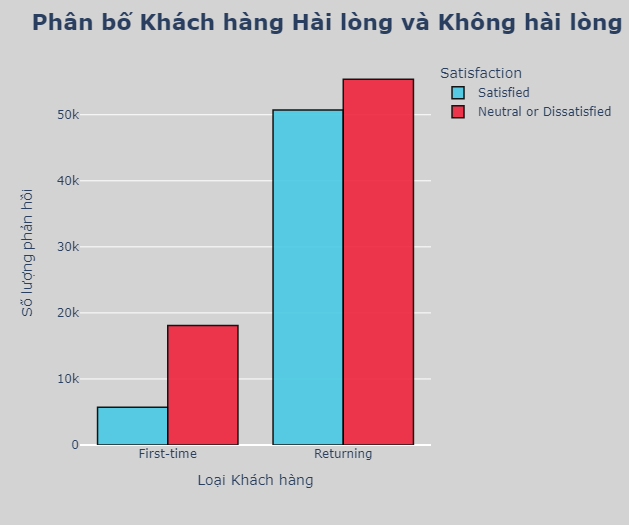 Phân bố Khách hàng Hài lòng và Không hài lòng
Satisfaction
Satisfied
Neutral or Dissatisfied
Số lượng phản hồi
50k
40k
30k
20k
10k
0
First-time
Returning
Loại Khách hàng